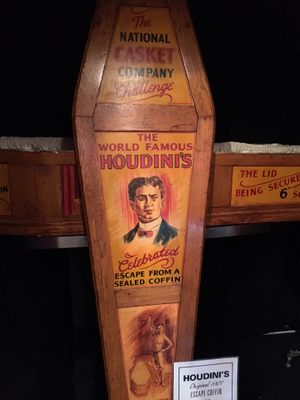 The
NATIONAL
CASKET
COMPANY
Challenge
THE
WORLD FAMOUS
HOUDINI'S
Celebrated
ESCAPE FROM A
SEALED COFFIN
THE LID
BEING SECURE
6
HOUDINI'S
Original 1907
ESCAPE COFFIN